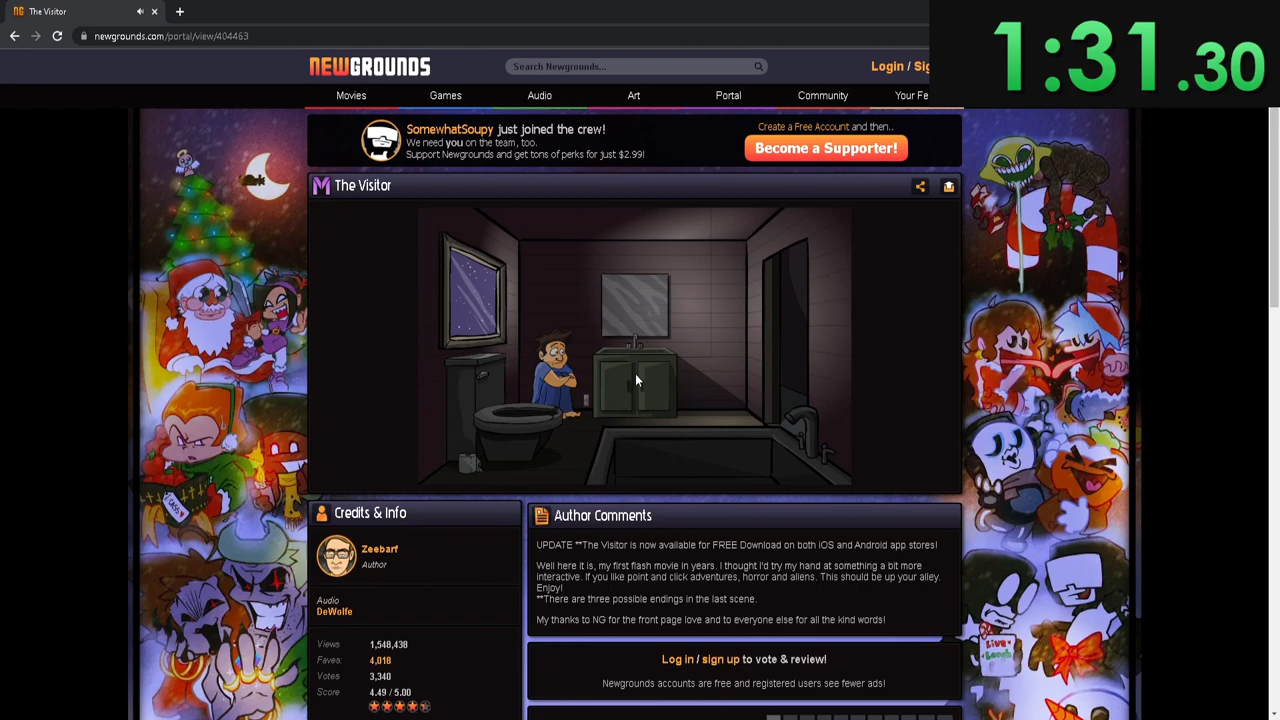 The Visitor
newgrounds.com/portal/view/404463
1:31.30
NEWGROUNDS
Search Newgrounds...
Login / Sig
Movies
Games
Audio
Art
Portal
Community
Your Fe
SomewhatSoupy just joined the crew!
We need you on the team, too.
Support Newgrounds and get tons of perks for just $2.99!
Create a Free Account and then..
Become a Supporter!
The Visitor
Credits & Info
Zeebarf
Author
Audio
DeWolfe
Views 1,548,438
Faves: 4,018
Votes 3,340
Score 4.49 / 5.00
Author Comments
UPDATE **The Visitor is now available for FREE Download on both iOS and Android app stores!
Well here it is, my first flash movie in years. I thought I'd try my hand at something a bit more
interactive. If you like point and click adventures, horror and aliens. This should be up your alley.
Enjoy!
**There are three possible endings in the last scene.
My thanks to NG for the front page love and to everyone else for all the kind words!
Log in / sign up to vote & review!
Newgrounds accounts are free and registered users see fewer ads!
Live
Laugh